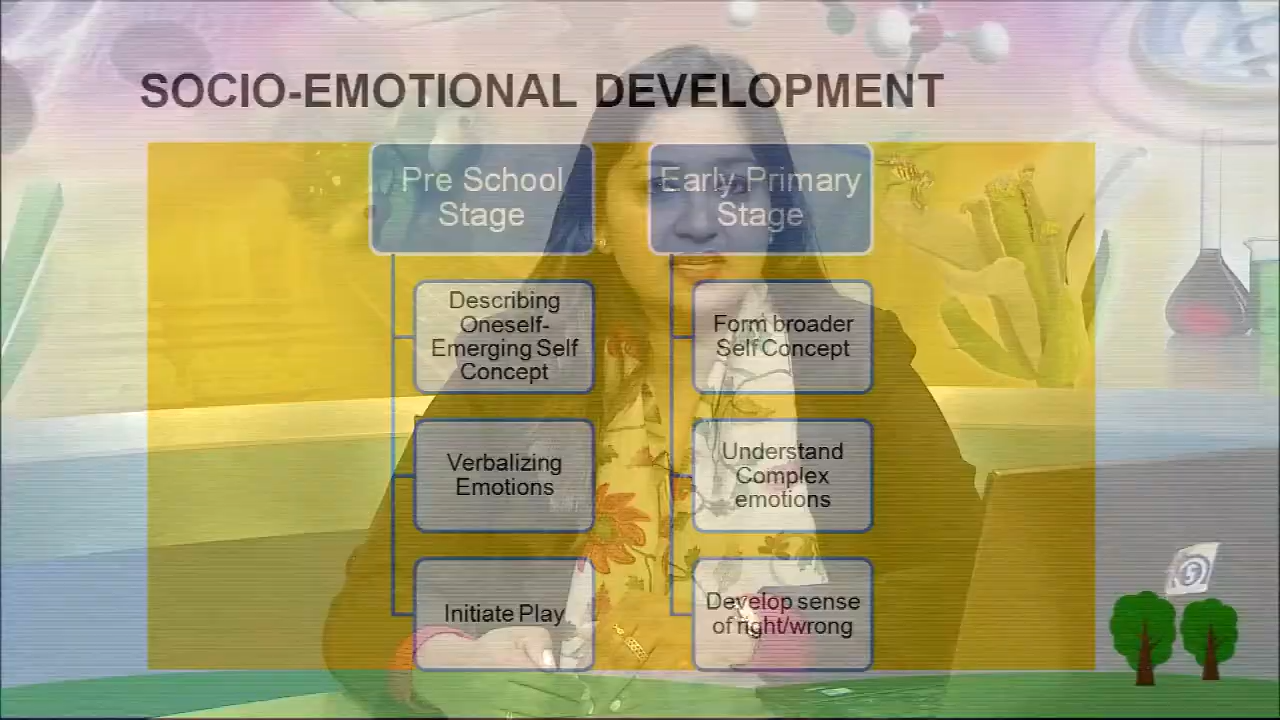 SOCIO-EMOTIONAL DEVELOPMENT
Pre School
Stage
Describing
Oneself-
Emerging Self
Concept
Verbalizing
Emotions
Initiate Play
Early Primary
Stage
Form broader
Self Concept
Understand
Complex
emotions
Develop sense
of right/wrong